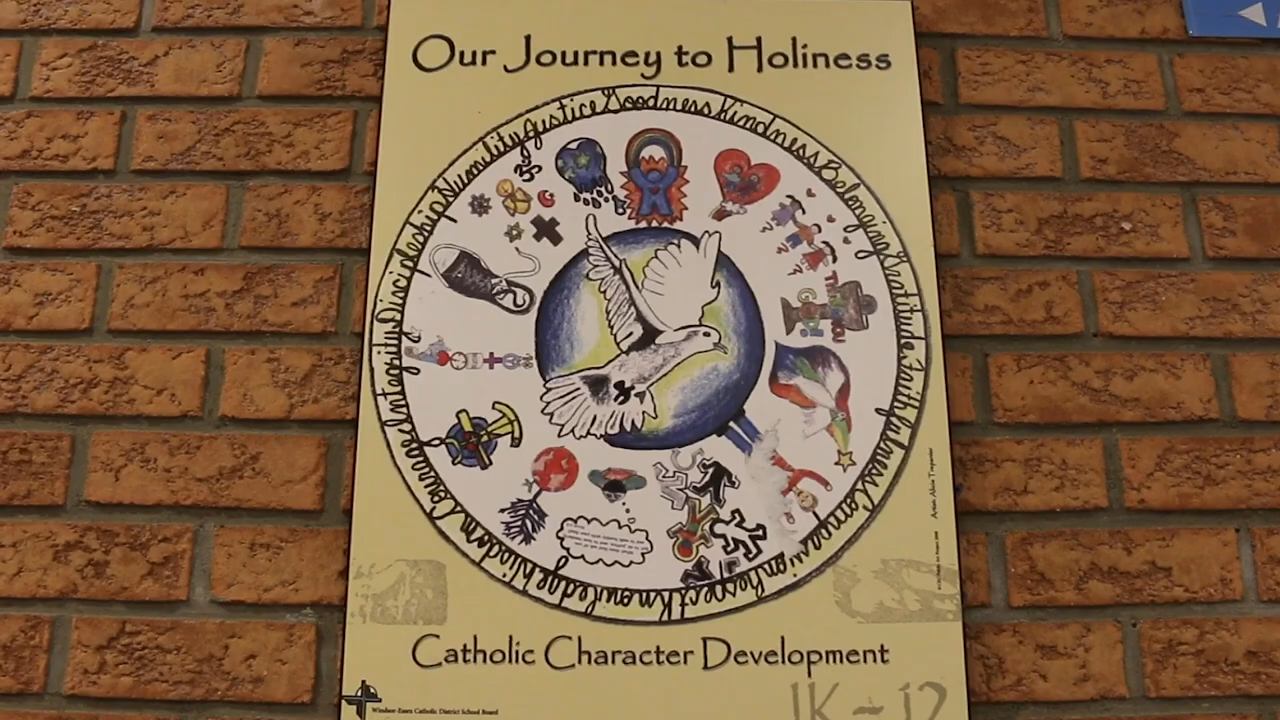 Our Journey to Holiness
Justice Goodness Kindness Belonging Gratitude Faithfulness Compassion Respect Knowledge Wisdom Courage Integrity Discipleship Humility
Catholic Character Development
JK ~ 12
Windsor-Essex Catholic District School Board